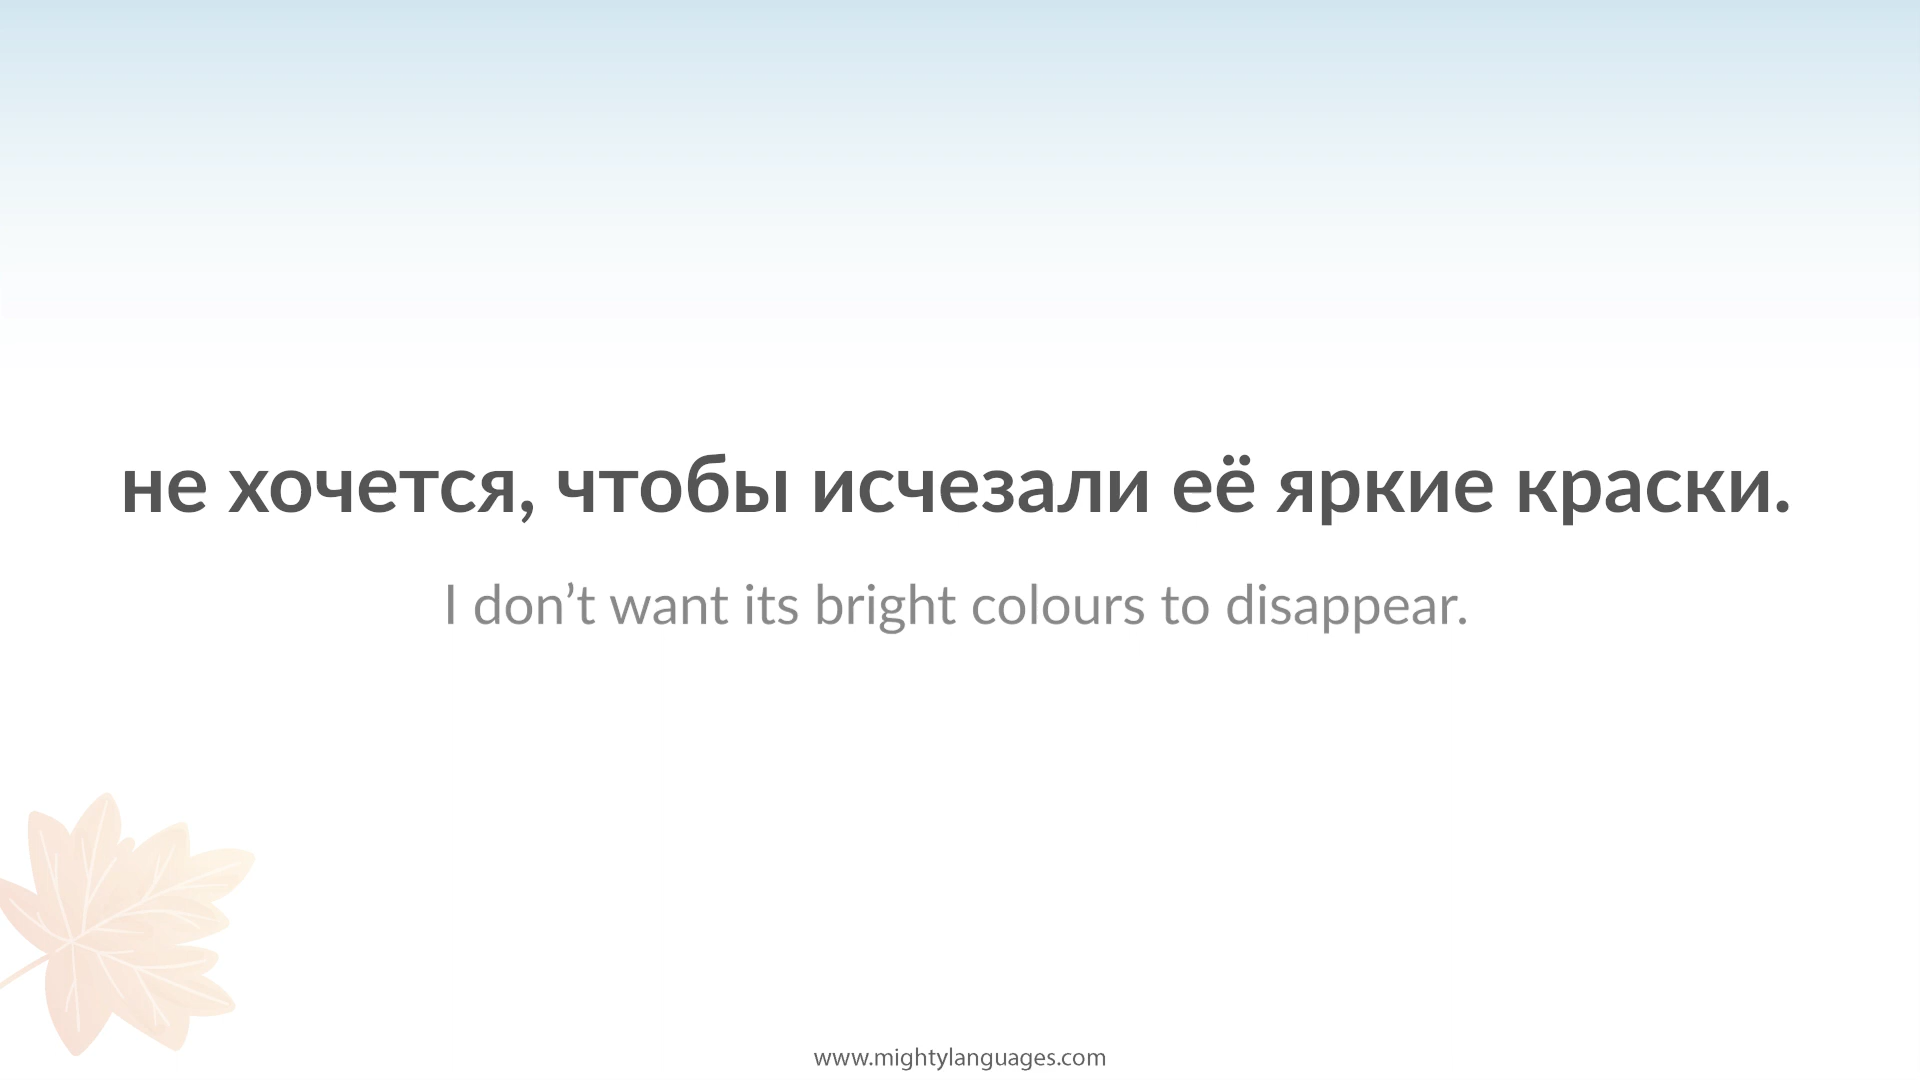 не хочется, чтобы исчезали её яркие краски.
I don’t want its bright colours to disappear.
www.mightylanguages.com